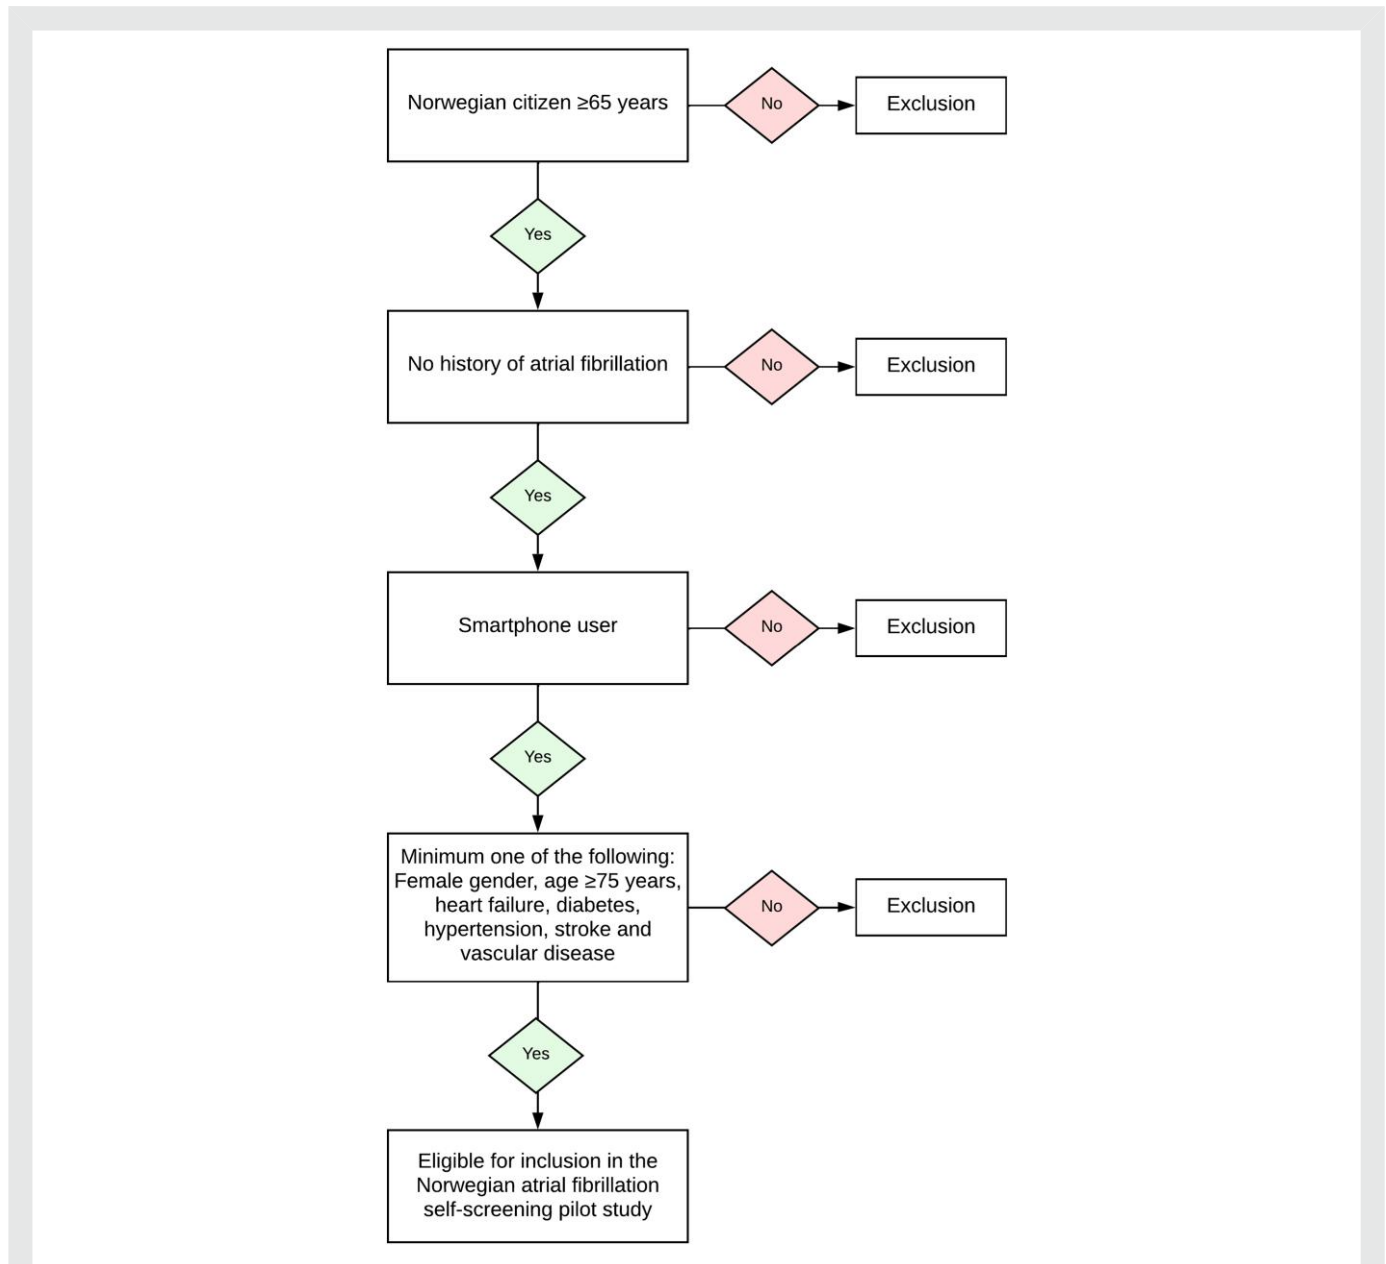 Norwegian citizen ≥65 years
No
Exclusion
Yes
No history of atrial fibrillation
No
Exclusion
Yes
Smartphone user
No
Exclusion
Yes
Minimum one of the following:
Female gender, age ≥75 years,
heart failure, diabetes,
hypertension, stroke and
vascular disease
No
Exclusion
Yes
Eligible for inclusion in the
Norwegian atrial fibrillation
self-screening pilot study